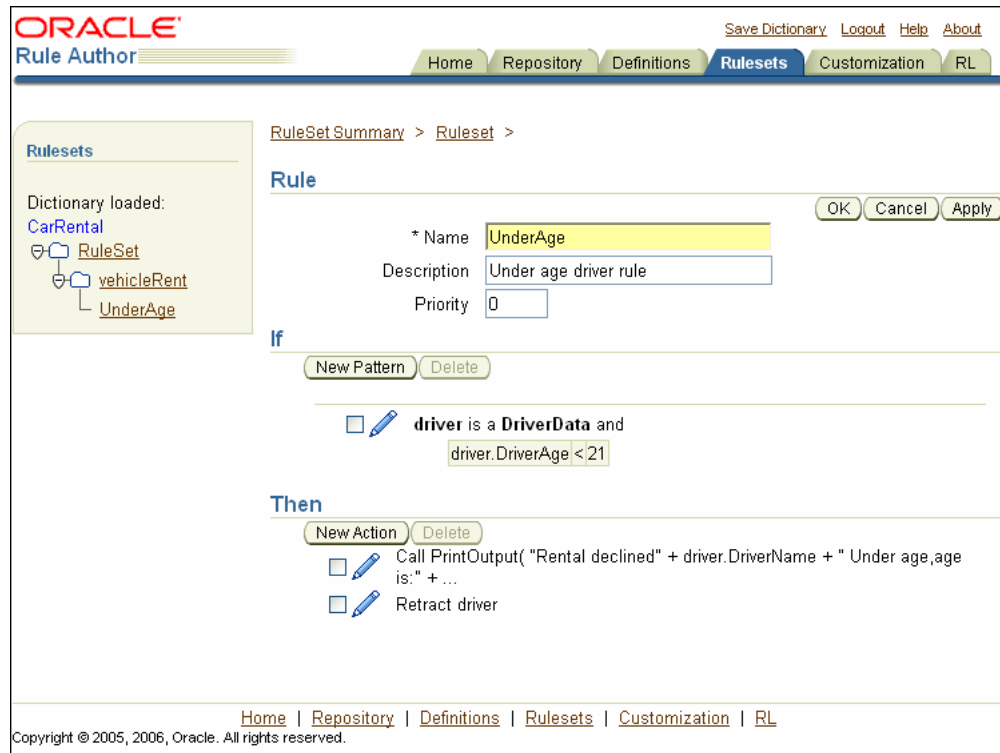 ORACLE
Rule Author
Save Dictionary Logout Help About
Home Repository Definitions Rulesets Customization RL
Rulesets
Dictionary loaded:
CarRental
RuleSet
vehicleRent
UnderAge
RuleSet Summary > Ruleset >
Rule
OK Cancel Apply
* Name UnderAge
Description Under age driver rule
Priority 0
If
New Pattern Delete
driver is a DriverData and
driver.DriverAge < 21
Then
New Action Delete
Call PrintOutput( "Rental declined" + driver.DriverName + " Under age,age
is:" + ...
Retract driver
Home | Repository | Definitions | Rulesets | Customization | RL
Copyright © 2005, 2006, Oracle. All rights reserved.